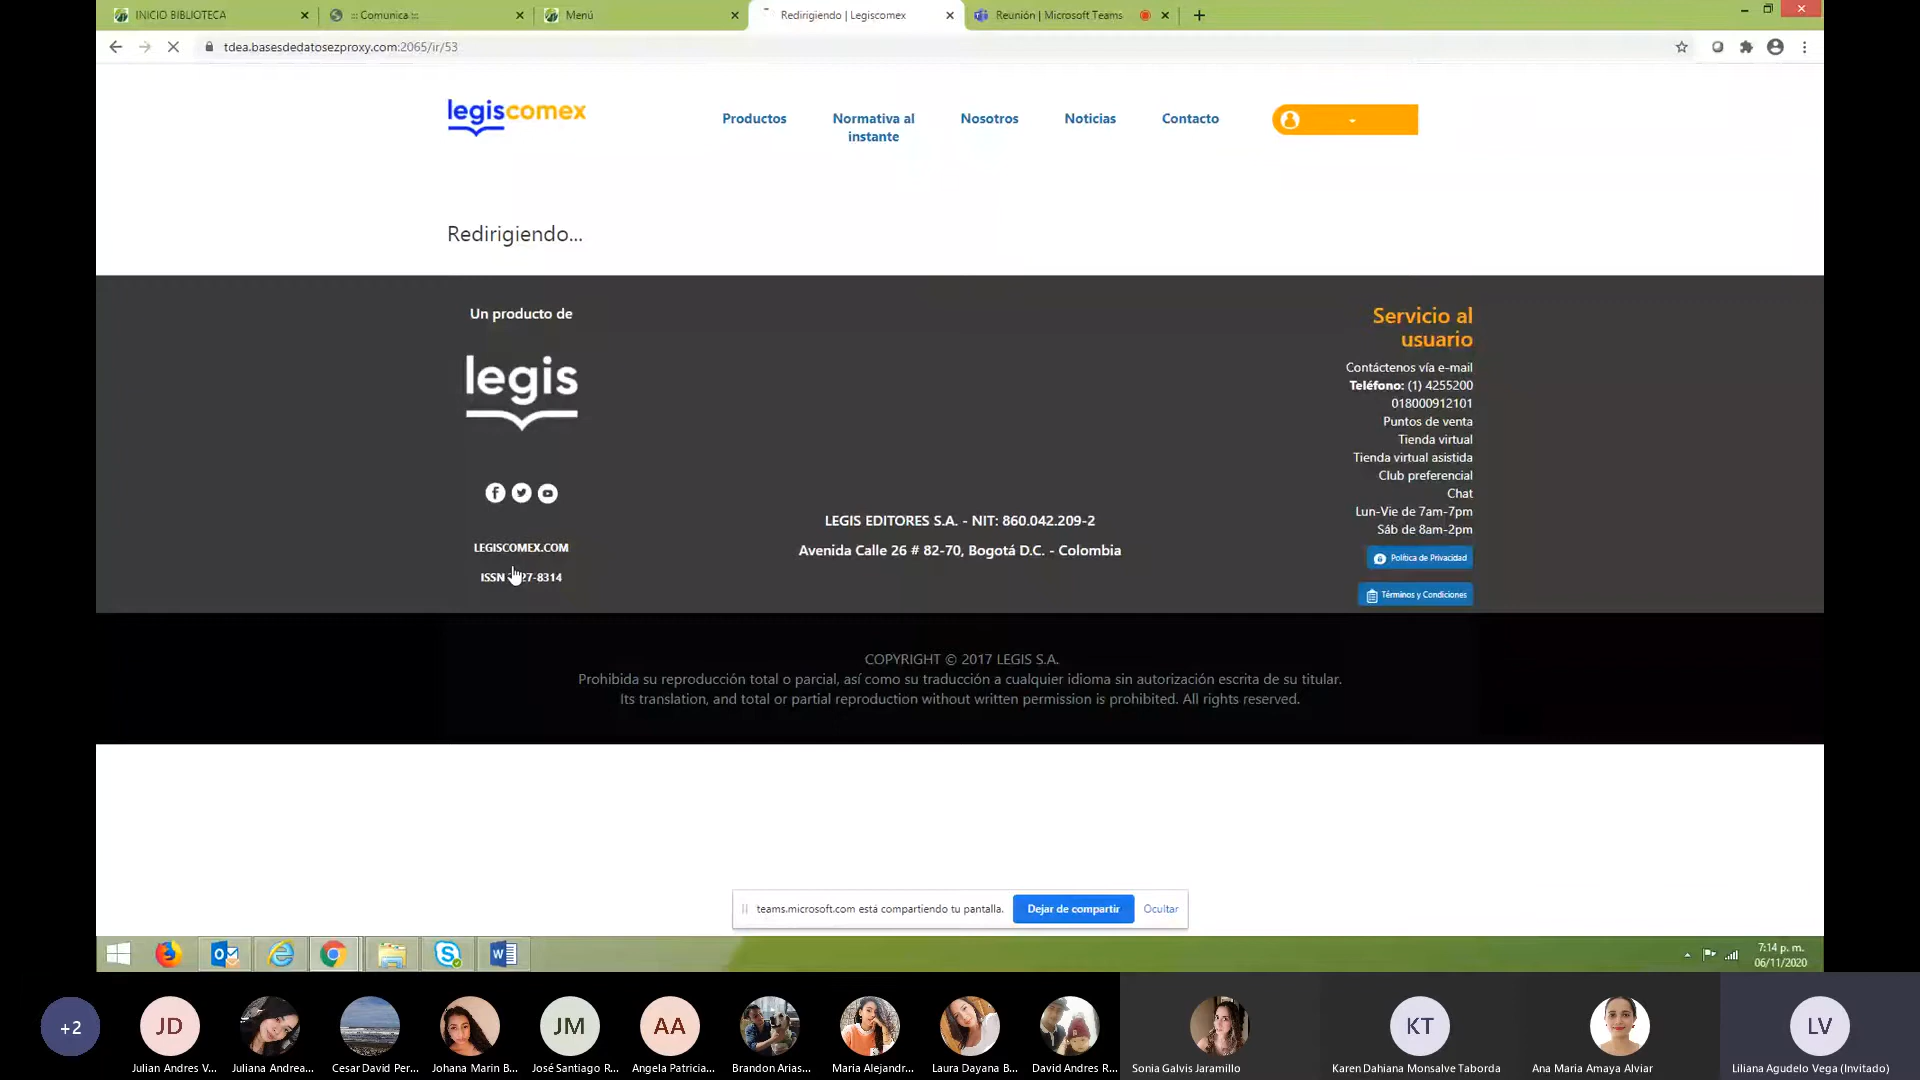 INICIO BIBLIOTECA
::: Comunica :::
Menú
Redirigiendo | Legiscomex
Reunión | Microsoft Teams
tdea.basesdedatosezproxy.com:2065/ir/53
legiscomex
Productos
Normativa al
instante
Nosotros
Noticias
Contacto
Redirigiendo...
Un producto de
legis
LEGISCOMEX.COM
ISSN 27-8314
LEGIS EDITORES S.A. - NIT: 860.042.209-2
Avenida Calle 26 # 82-70, Bogotá D.C. - Colombia
Servicio al
usuario
Contáctenos vía e-mail
Teléfono: (1) 4255200
018000912101
Puntos de venta
Tienda virtual
Tienda virtual asistida
Club preferencial
Chat
Lun-Vie de 7am-7pm
Sáb de 8am-2pm
Política de Privacidad
Términos y Condiciones
COPYRIGHT © 2017 LEGIS S.A.
Prohibida su reproducción total o parcial, así como su traducción a cualquier idioma sin autorización escrita de su titular.
Its translation, and total or partial reproduction without written permission is prohibited. All rights reserved.
teams.microsoft.com está compartiendo tu pantalla.
Dejar de compartir
Ocultar
7:14 p. m.
06/11/2020
+2
JD
JM
AA
KT
LV
Julian Andres V...
Juliana Andrea...
Cesar David Per...
Johana Marin B...
José Santiago R...
Angela Patricia...
Brandon Arias...
Maria Alejandr...
Laura Dayana B...
David Andres R...
Sonia Galvis Jaramillo
Karen Dahiana Monsalve Taborda
Ana Maria Amaya Alviar
Liliana Agudelo Vega (Invitado)